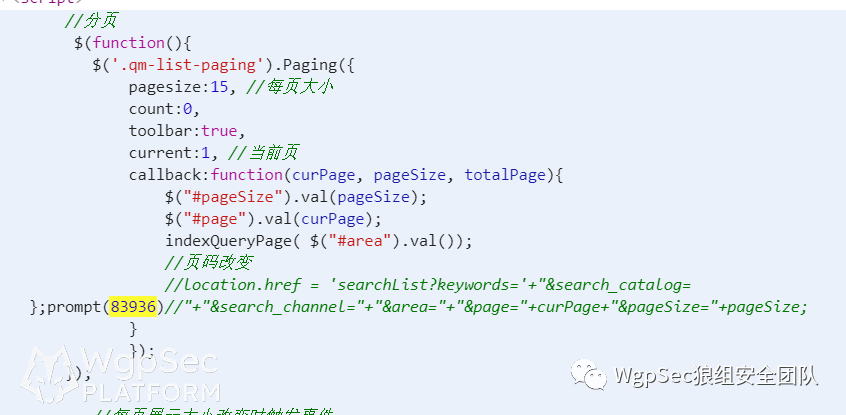 <script>
//分页
$(function(){
$('.qm-list-paging').Paging({
pagesize:15, //每页大小
count:0,
toolbar:true,
current:1, //当前页
callback:function(curPage, pageSize, totalPage){
$("#pageSize").val(pageSize);
$("#page").val(curPage);
indexQueryPage( $("#area").val());
//页码改变
//location.href = 'searchList?keywords='+"&search_catalog=
};prompt(83936)//"+"&search_channel="+"&area="+"&page="+curPage+"&pageSize="+pageSize;
}
});
});
WgpSec
PLATFORM
WgpSec狼组安全团队
//每页展示大小改变时触发事件